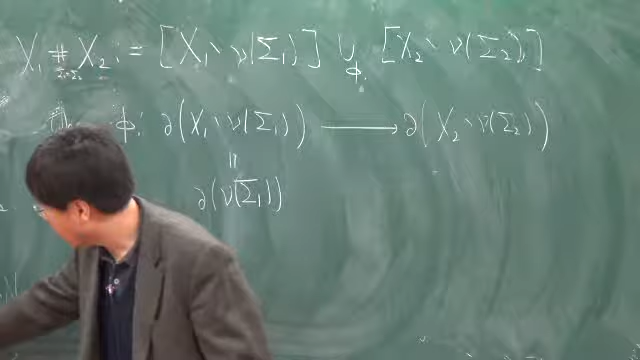 X₁ #_{Σ₁=Σ₂} X₂ := [X₁ \ ν(Σ₁)] ∪_ϕ [X₂ \ ν(Σ₂)]
ϕ: ∂(X₁ \ ν(Σ₁)) ⟶ ∂(X₂ \ ν(Σ₂))
॥
∂(ν(Σ₁))